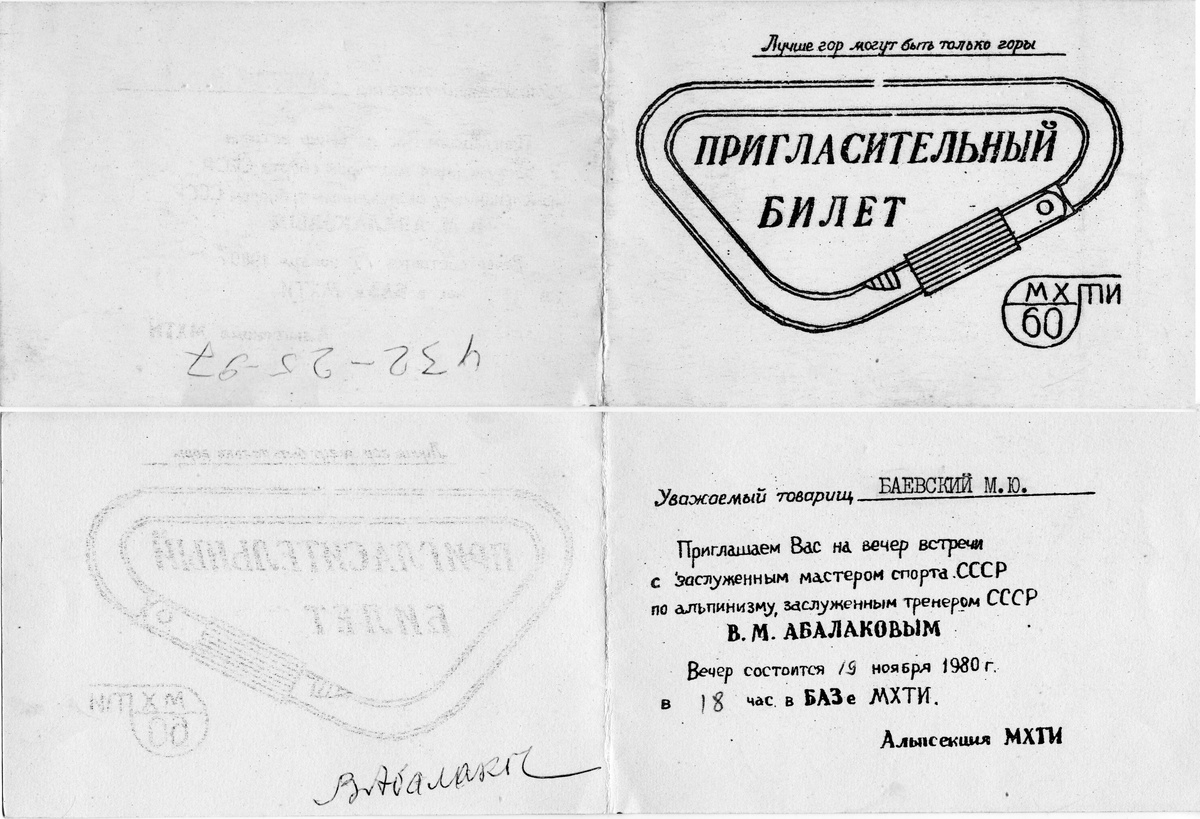 Лучше гор могут быть только горы
ПРИГЛАСИТЕЛЬНЫЙ
БИЛЕТ
МХТИ
60
432-25-97
Уважаемый товарищ БАЕВСКИЙ М.Ю.
Приглашаем Вас на вечер встречи
с заслуженным мастером спорта СССР
по альпинизму, заслуженным тренером СССР
В. М. АБАЛАКОВЫМ
Вечер состоится 19 ноября 1980 г.
в 18 час. в БАЗе МХТИ.
Альпсекция МХТИ
ВАбалаков